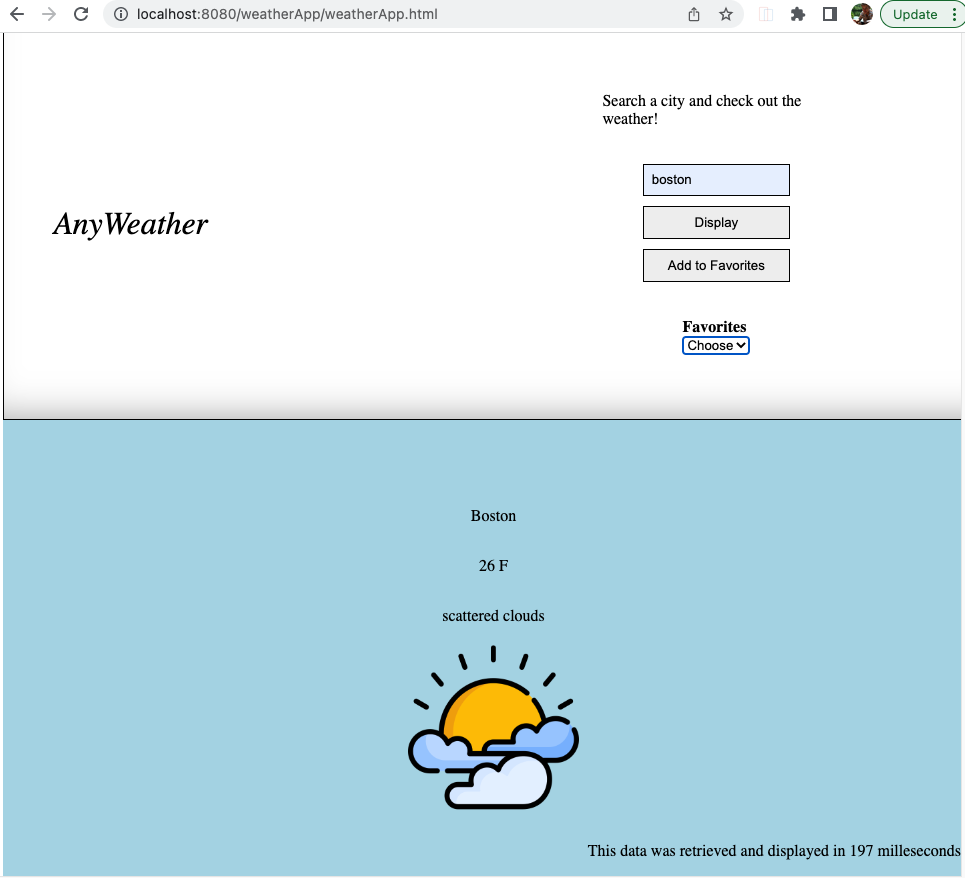 localhost:8080/weatherApp/weatherApp.html
Update
Search a city and check out the
weather!
boston
AnyWeather
Display
Add to Favorites
Favorites
Choose
Boston
26 F
scattered clouds
This data was retrieved and displayed in 197 milleseconds